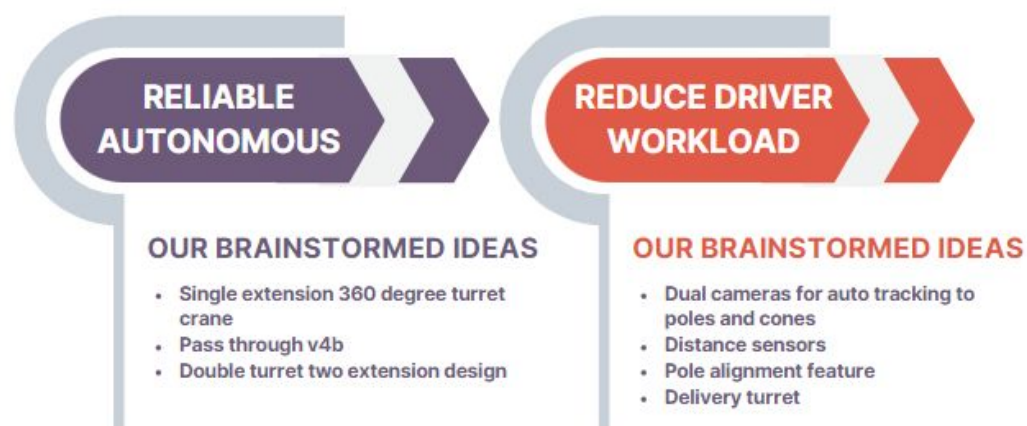 RELIABLE
AUTONOMOUS
OUR BRAINSTORMED IDEAS
• Single extension 360 degree turret
crane
• Pass through v4b
• Double turret two extension design
REDUCE DRIVER
WORKLOAD
OUR BRAINSTORMED IDEAS
• Dual cameras for auto tracking to
poles and cones
• Distance sensors
• Pole alignment feature
• Delivery turret